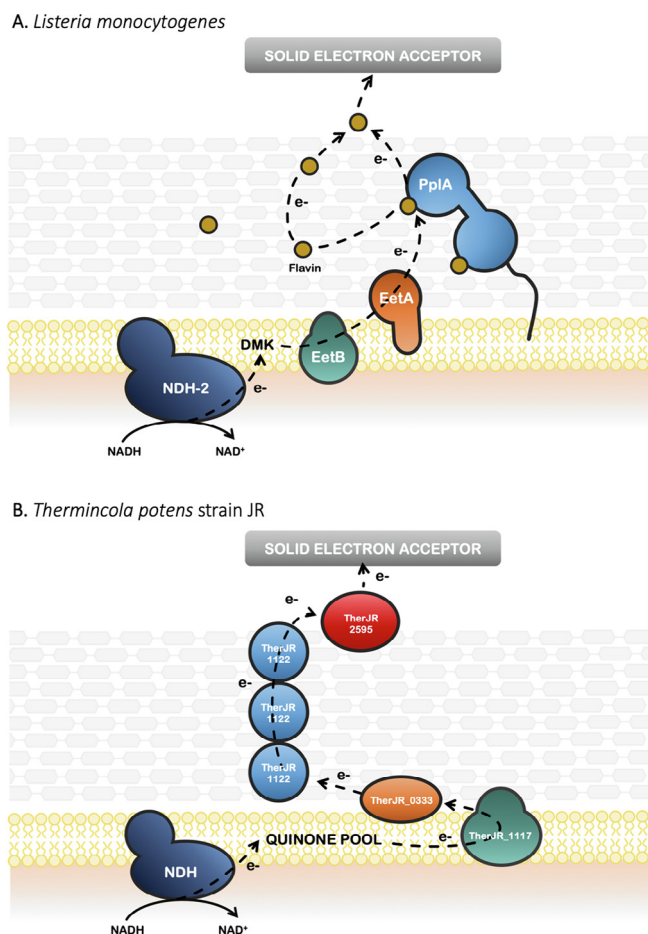 A. Listeria monocytogenes
SOLID ELECTRON ACCEPTOR
e-
PplA
e-
e-
Flavin
EetA
DMK
EetB
NDH-2
e-
NADH
NAD⁺
B. Thermincola potens strain JR
SOLID ELECTRON ACCEPTOR
e-
e-
TherJR
2595
TherJR
1122
e-
TherJR
1122
TherJR
1122
e-
TherJR_0333
QUINONE POOL
e-
TherJR_1117
NDH
e-
NADH
NAD⁺